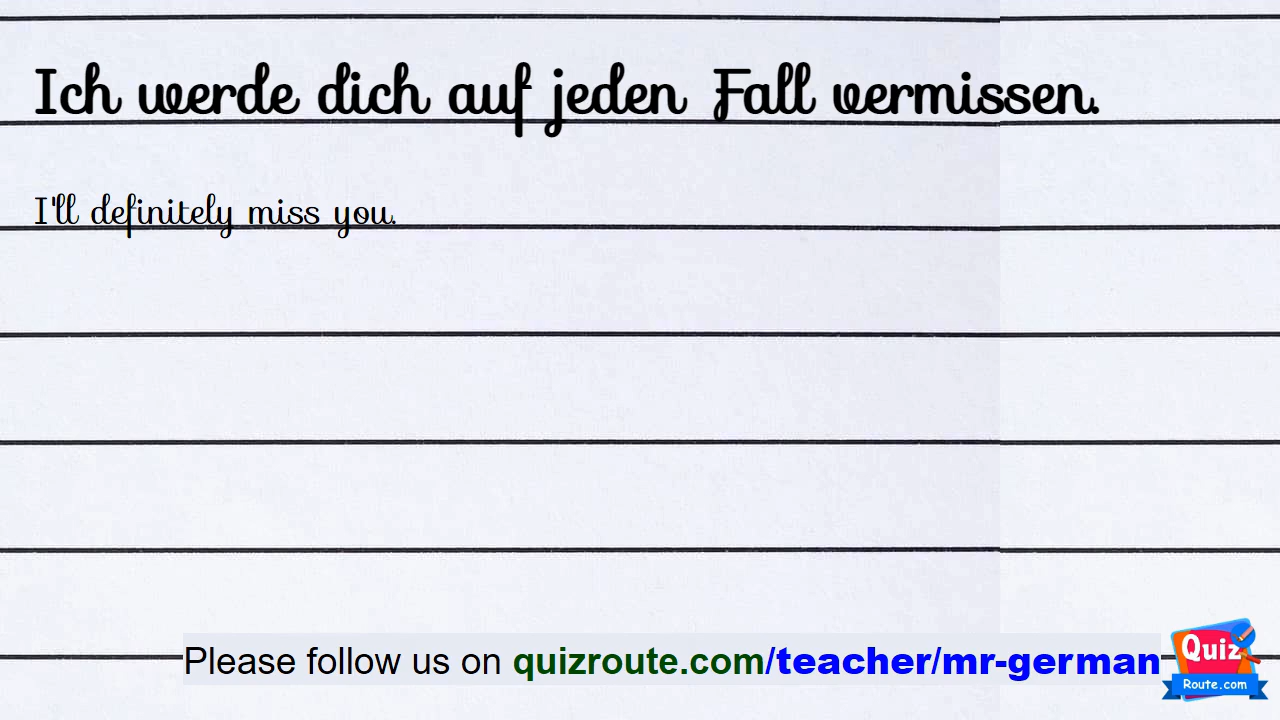 Ich werde dich auf jeden Fall vermissen.
I'll definitely miss you.
Please follow us on quizroute.com/teacher/mr-german
Quiz
Route.com